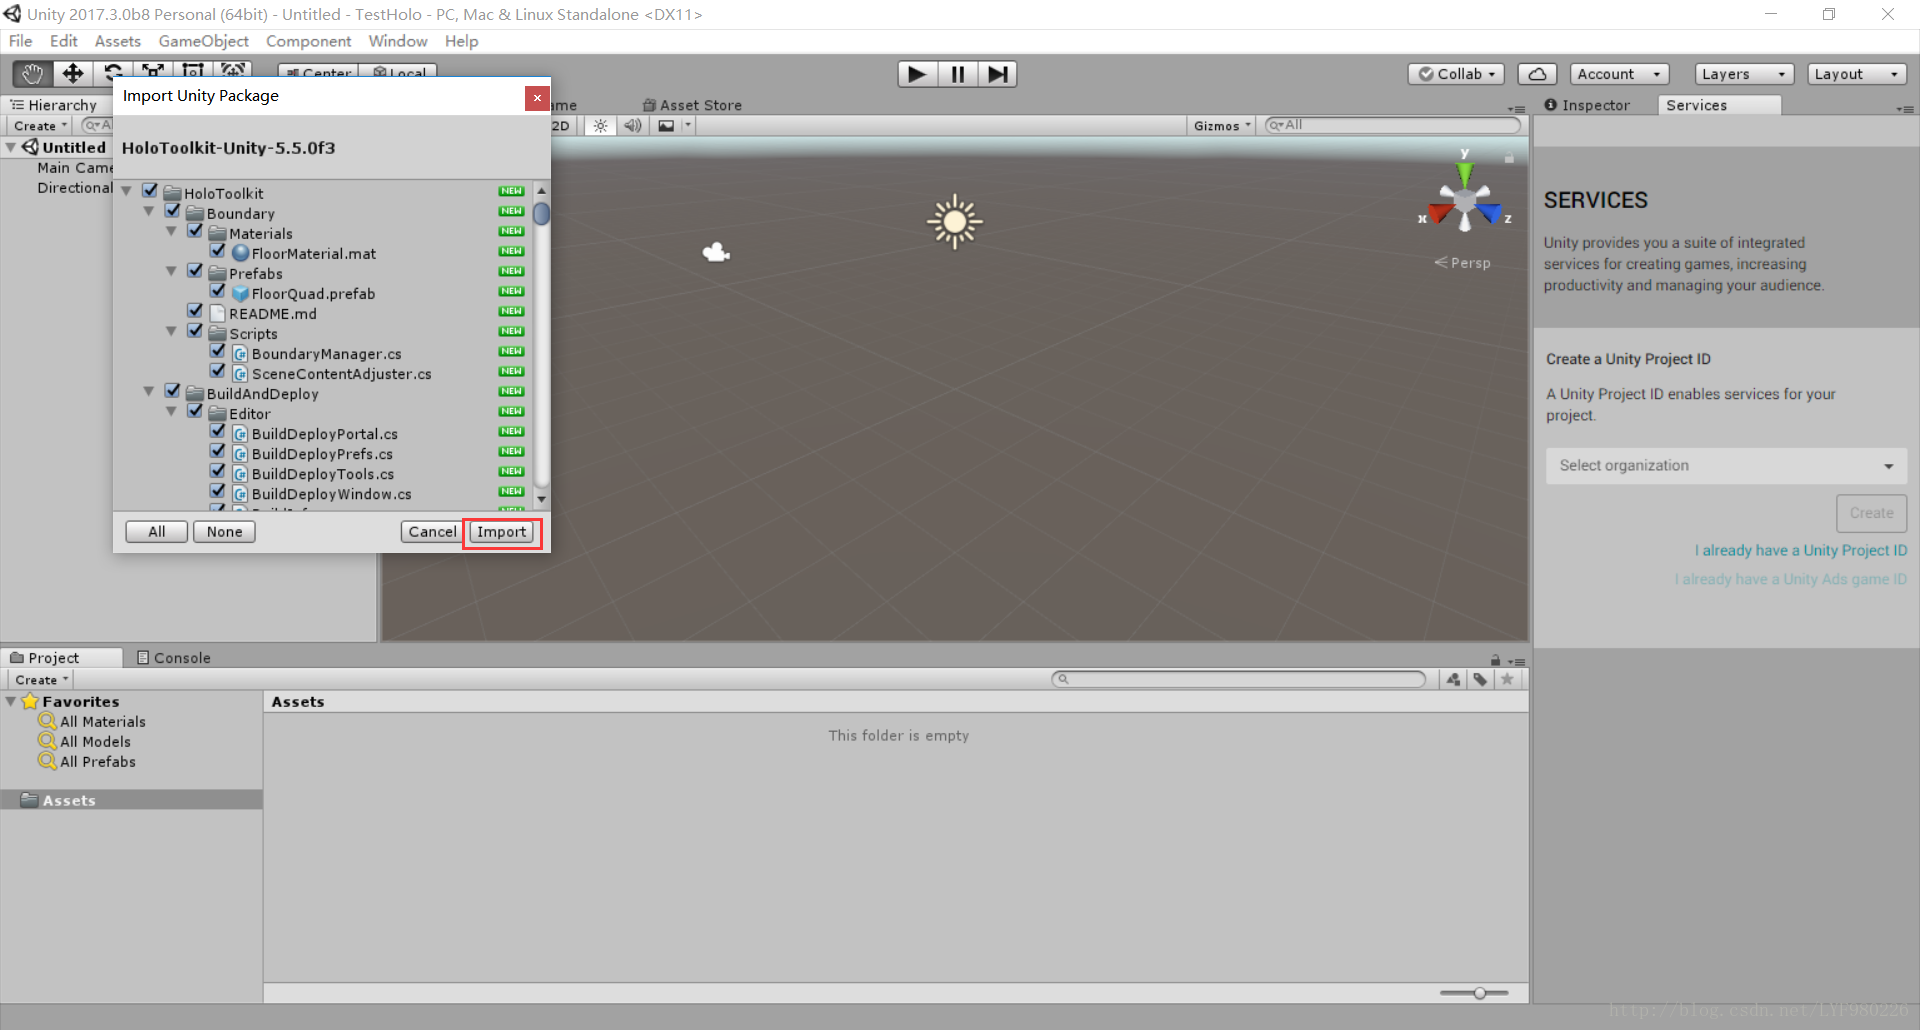 Unity 2017.3.0b8 Personal (64bit) - Untitled - TestHolo - PC, Mac & Linux Standalone <DX11>
File Edit Assets GameObject Component Window Help
Center Local
Collab Account Layers Layout
Import Unity Package
Hierarchy
Asset Store
Inspector Services
Create
2D
Gizmos All
HoloToolkit-Unity-5.5.0f3
Untitled
Main Came
Directional
HoloToolkit NEW
Boundary NEW
Materials NEW
FloorMaterial.mat NEW
Prefabs NEW
FloorQuad.prefab NEW
README.md NEW
Scripts NEW
BoundaryManager.cs NEW
SceneContentAdjuster.cs NEW
BuildAndDeploy NEW
Editor NEW
BuildDeployPortal.cs NEW
BuildDeployPrefs.cs NEW
BuildDeployTools.cs NEW
BuildDeployWindow.cs NEW
All None Cancel Import
y
x z
Persp
SERVICES
Unity provides you a suite of integrated
services for creating games, increasing
productivity and managing your audience.
Create a Unity Project ID
A Unity Project ID enables services for your
project.
Select organization
Create
I already have a Unity Project ID
I already have a Unity Ads game ID
Project Console
Create
Favorites
All Materials
All Models
All Prefabs
Assets
Assets
This folder is empty
http://blog.csdn.net/LYF980226